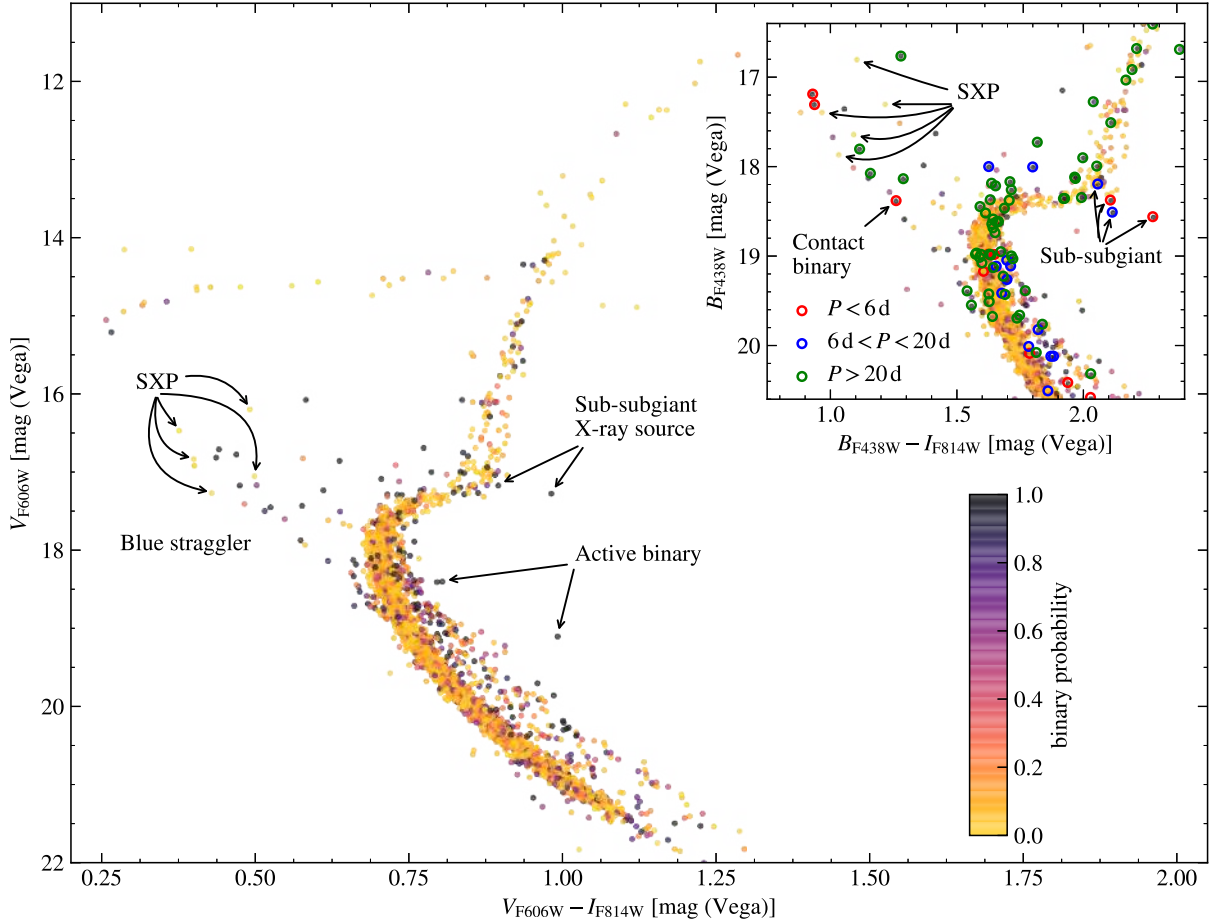 12
14
16
18
20
22
V_F606W [mag (Vega)]
0.25
0.50
0.75
1.00
1.25
1.50
1.75
2.00
V_F606W − I_F814W [mag (Vega)]
SXP
Blue straggler
Sub-subgiant
X-ray source
Active binary
17
18
19
20
B_F438W [mag (Vega)]
1.0
1.5
2.0
B_F438W − I_F814W [mag (Vega)]
SXP
Contact
binary
Sub-subgiant
P < 6 d
6 d < P < 20 d
P > 20 d
1.0
0.8
0.6
0.4
0.2
0.0
binary probability